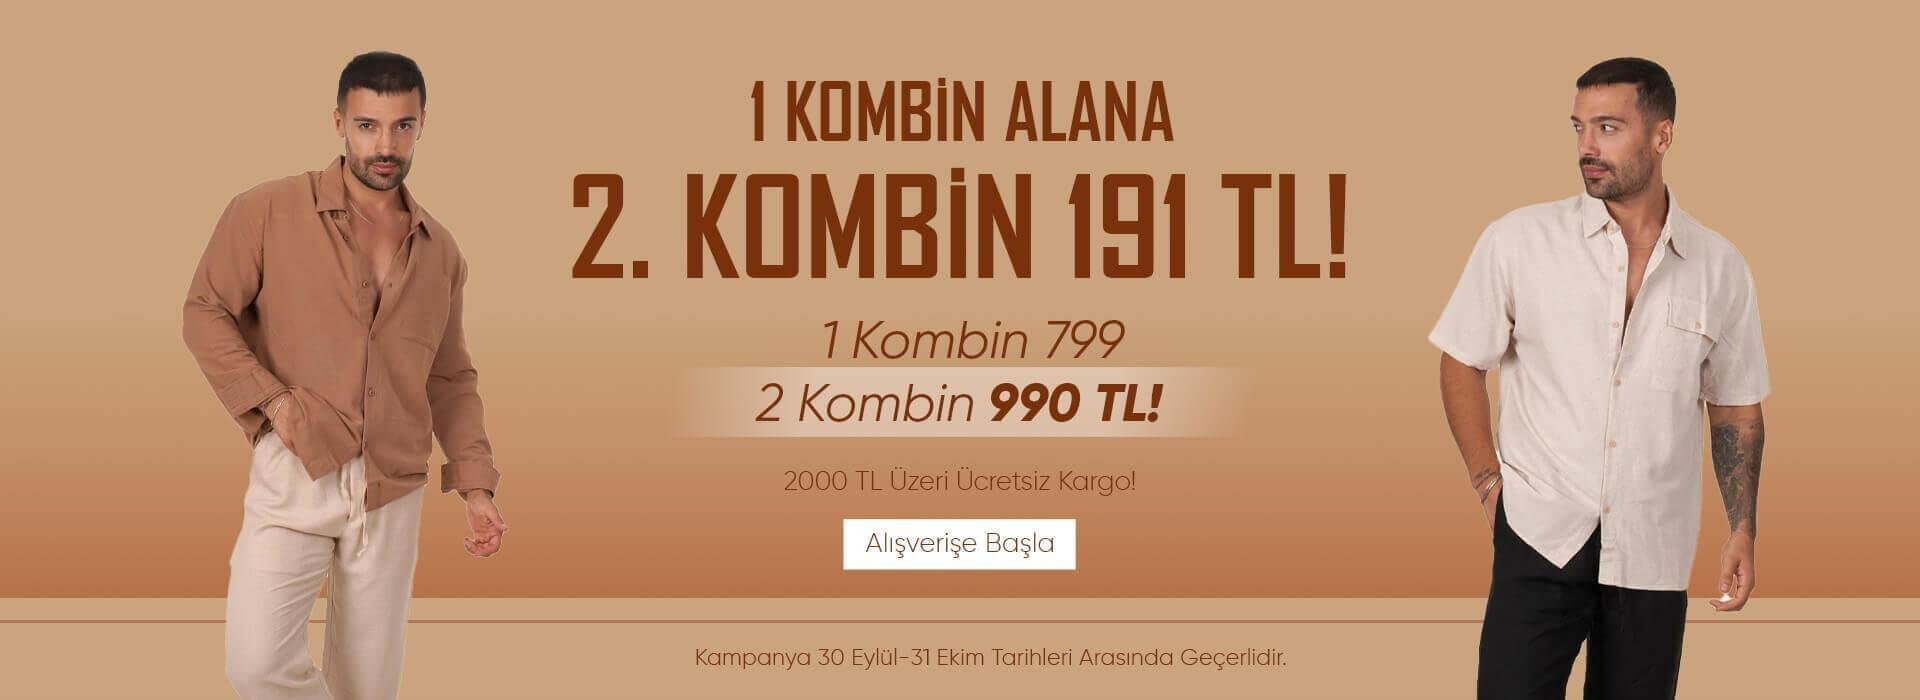 1 KOMBİN ALANA
2. KOMBİN 191 TL!
1 Kombin 799
2 Kombin 990 TL!
2000 TL Üzeri Ücretsiz Kargo!
Alışverişe Başla
Kampanya 30 Eylül-31 Ekim Tarihleri Arasında Geçerlidir.